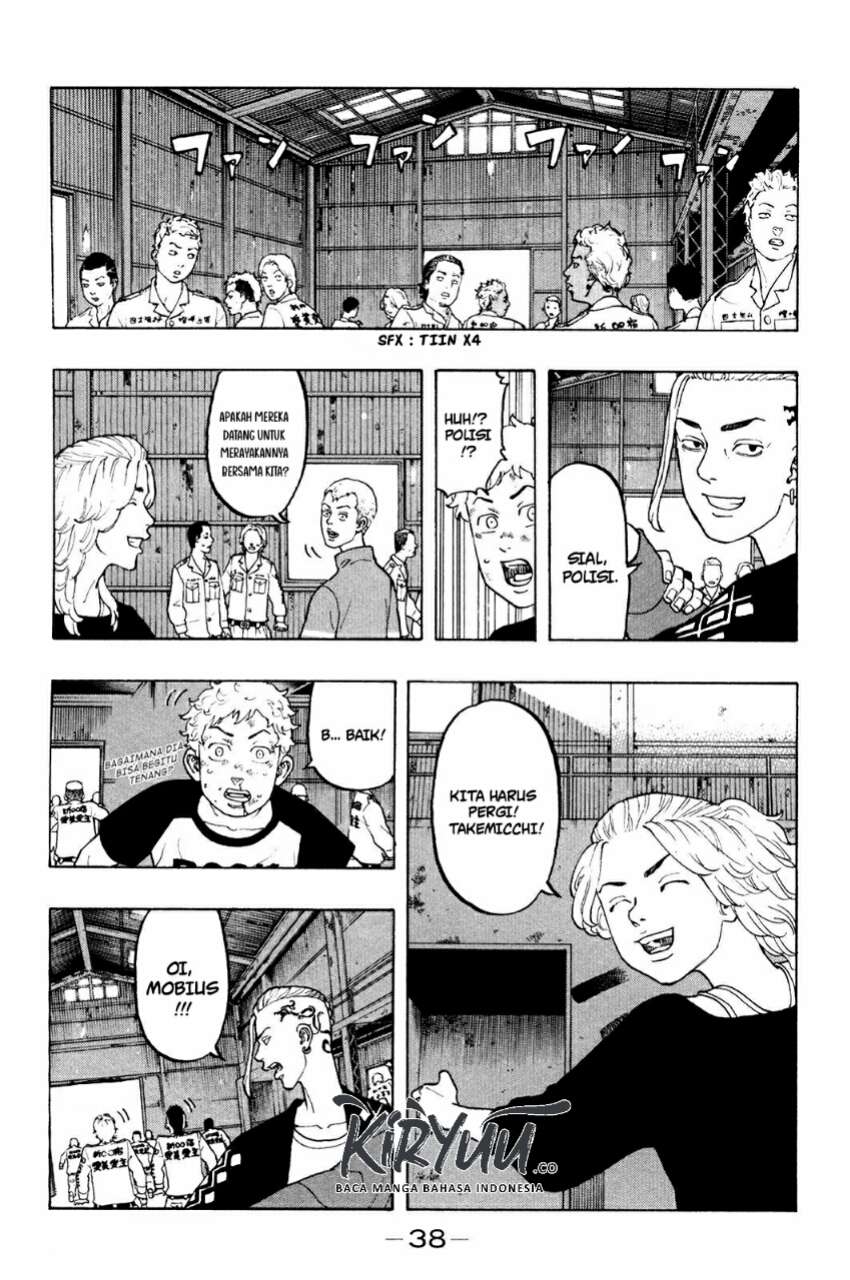 ファン ファン ファン ファン
SFX : TIIN X4
SIAL,
POLISI.
HUH!?
POLISI
!?
APAKAH MEREKA
DATANG UNTUK
MERAYAKANNYA
BERSAMA KITA?
KITA HARUS
PERGI!
TAKEMICCHI!
B... BAIK!
BAGAIMANA DIA
BISA BEGITU
TENANG?
OI,
MOBIUS
!!!
KIRYUU.CO
BACA MANGA BAHASA INDONESIA
—38—